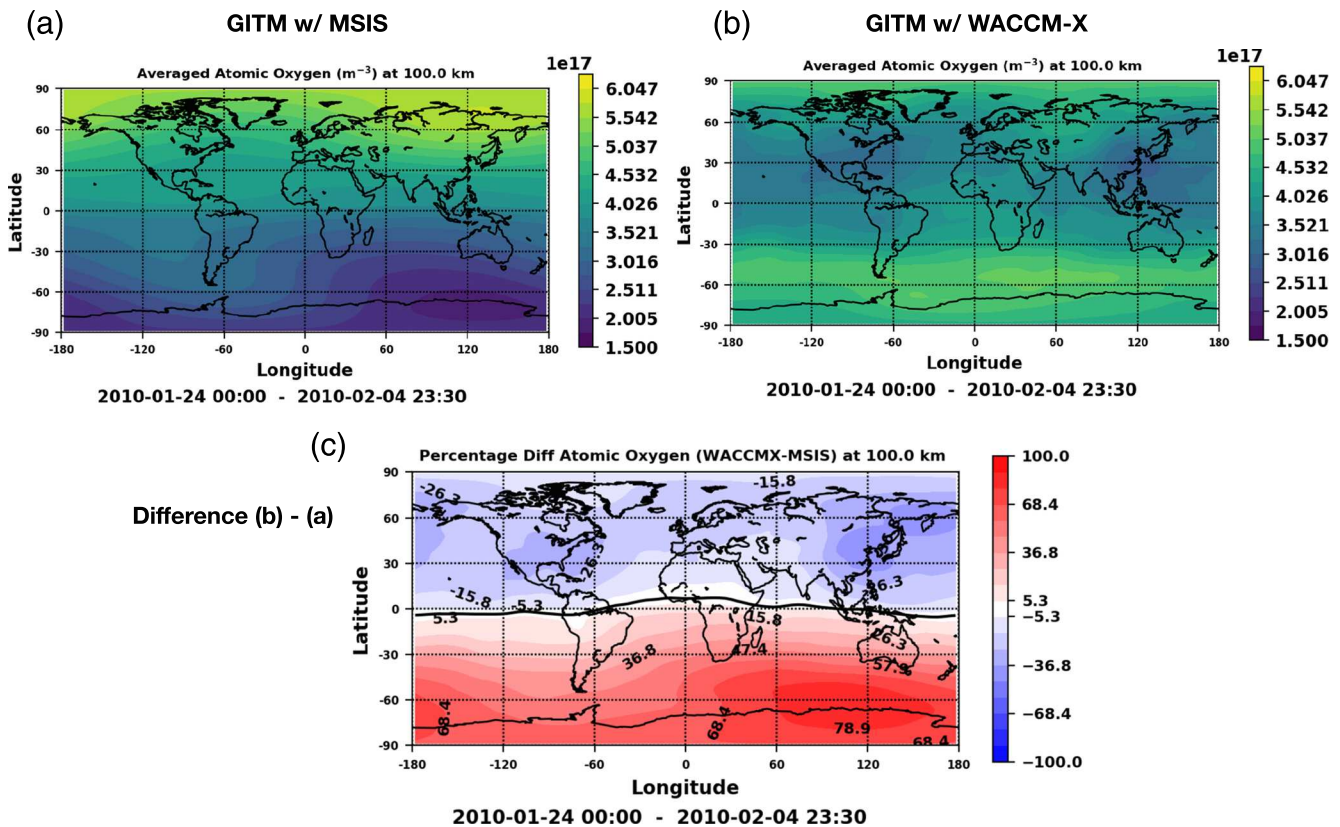 (a)
GITM w/ MSIS
Averaged Atomic Oxygen (m⁻³) at 100.0 km
1e17
90
60
30
0
-30
-60
-90
Latitude
-180 -120 -60 0 60 120 180
Longitude
2010-01-24 00:00 - 2010-02-04 23:30
6.047
5.542
5.037
4.532
4.026
3.521
3.016
2.511
2.005
1.500
(b)
GITM w/ WACCM-X
Averaged Atomic Oxygen (m⁻³) at 100.0 km
1e17
90
60
30
0
-30
-60
-90
Latitude
-180 -120 -60 0 60 120 180
Longitude
2010-01-24 00:00 - 2010-02-04 23:30
6.047
5.542
5.037
4.532
4.026
3.521
3.016
2.511
2.005
1.500
(c)
Difference (b) - (a)
Percentage Diff Atomic Oxygen (WACCMX-MSIS) at 100.0 km
90
60
30
0
-30
-60
-90
Latitude
-26.3
-15.8
-15.8
-5.3
5.3
15.8
36.8
47.4
57.9
68.4
68.4
78.9
68.4
-180 -120 -60 0 60 120 180
Longitude
2010-01-24 00:00 - 2010-02-04 23:30
100.0
68.4
36.8
5.3
−5.3
−36.8
−68.4
−100.0